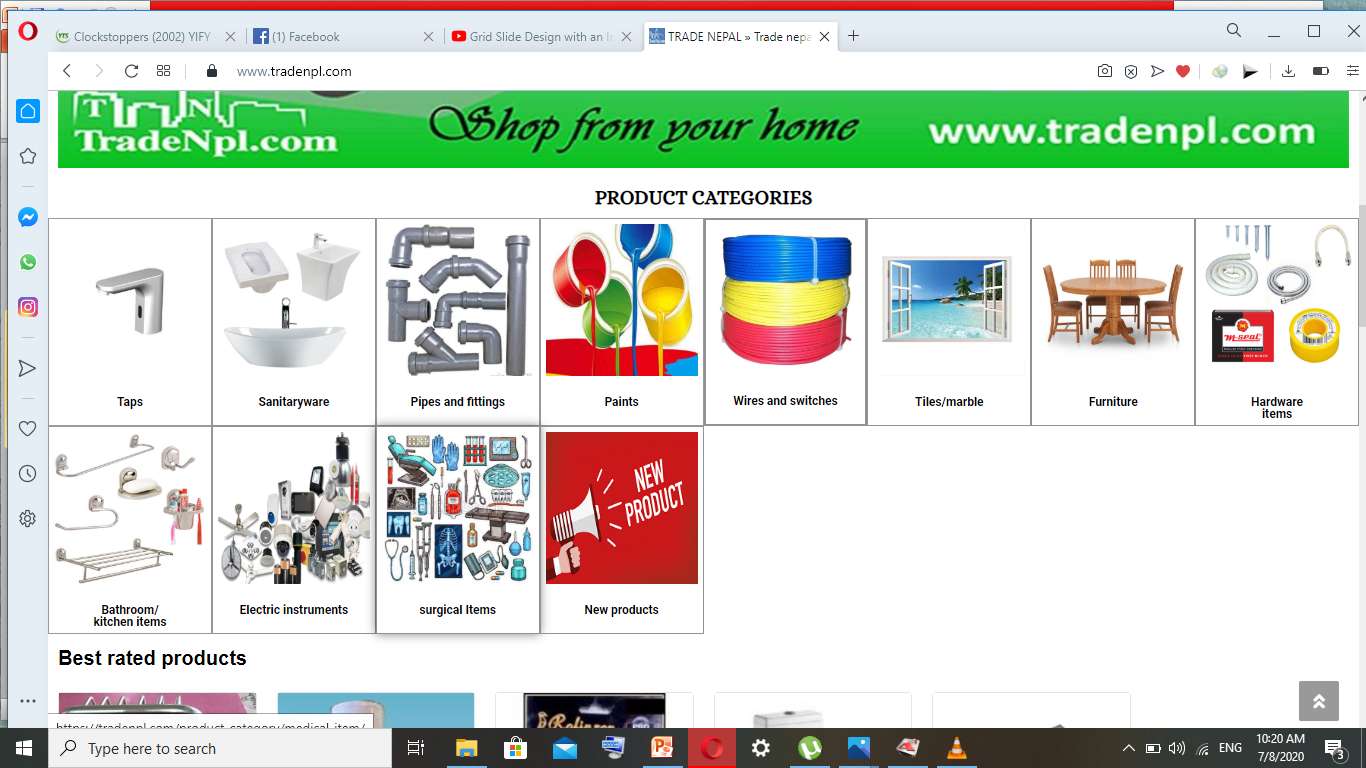 Clockstoppers (2002) YIFY
(1) Facebook
Grid Slide Design with an I
TRADE NEPAL » Trade nepa
www.tradenpl.com
T N
TradeNpl.com
Shop from your home
www.tradenpl.com
PRODUCT CATEGORIES
Taps
Sanitaryware
Pipes and fittings
Paints
Wires and switches
Tiles/marble
Furniture
m-seal
Hardware
items
Bathroom/
kitchen items
Electric instruments
surgical Items
NEW
PRODUCT
New products
Best rated products
https://tradenpl.com/product-category/medical-item/
Type here to search
ENG
10:20 AM
7/8/2020
3